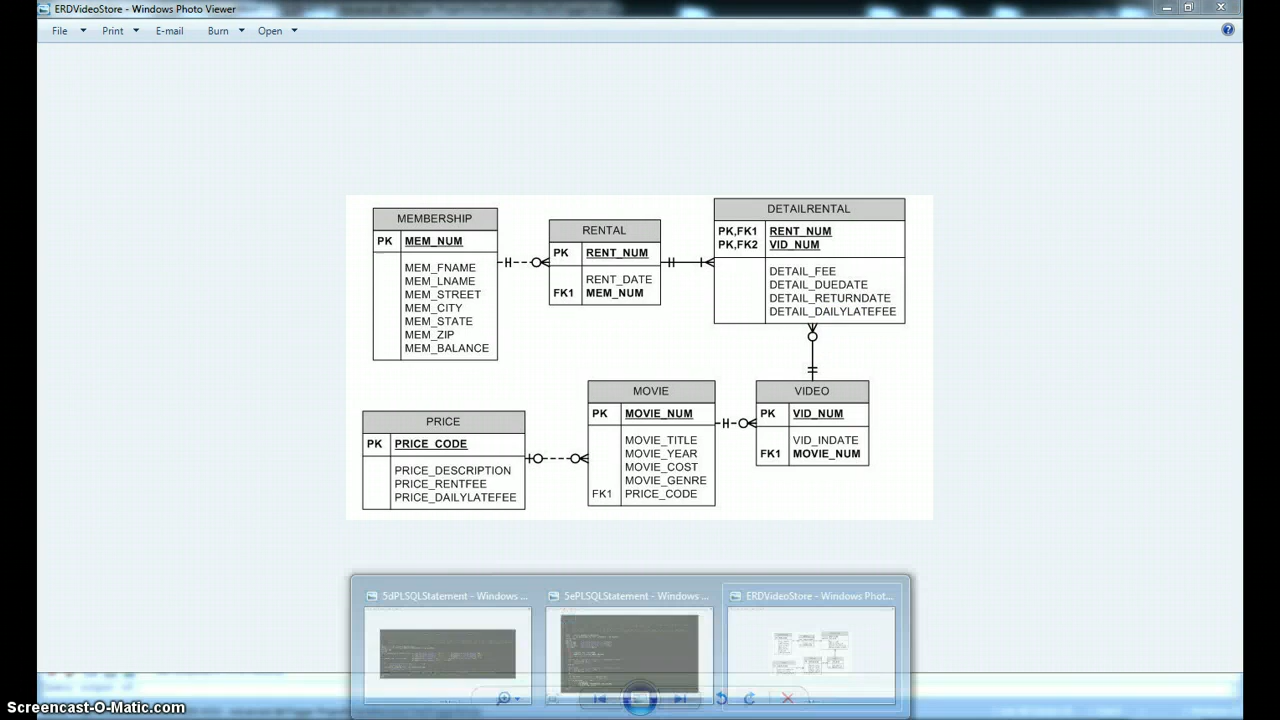 ERDVideoStore - Windows Photo Viewer
File Print E-mail Burn Open
MEMBERSHIP
PK MEM_NUM
MEM_FNAME
MEM_LNAME
MEM_STREET
MEM_CITY
MEM_STATE
MEM_ZIP
MEM_BALANCE
RENTAL
PK RENT_NUM
RENT_DATE
FK1 MEM_NUM
DETAILRENTAL
PK,FK1 RENT_NUM
PK,FK2 VID_NUM
DETAIL_FEE
DETAIL_DUEDATE
DETAIL_RETURNDATE
DETAIL_DAILYLATEFEE
PRICE
PK PRICE_CODE
PRICE_DESCRIPTION
PRICE_RENTFEE
PRICE_DAILYLATEFEE
MOVIE
PK MOVIE_NUM
MOVIE_TITLE
MOVIE_YEAR
MOVIE_COST
MOVIE_GENRE
FK1 PRICE_CODE
VIDEO
PK VID_NUM
VID_INDATE
FK1 MOVIE_NUM
5dPLSQLStatement - Windows ...
5ePLSQLStatement - Windows ...
ERDVideoStore - Windows Phot...
Screencast-O-Matic.com